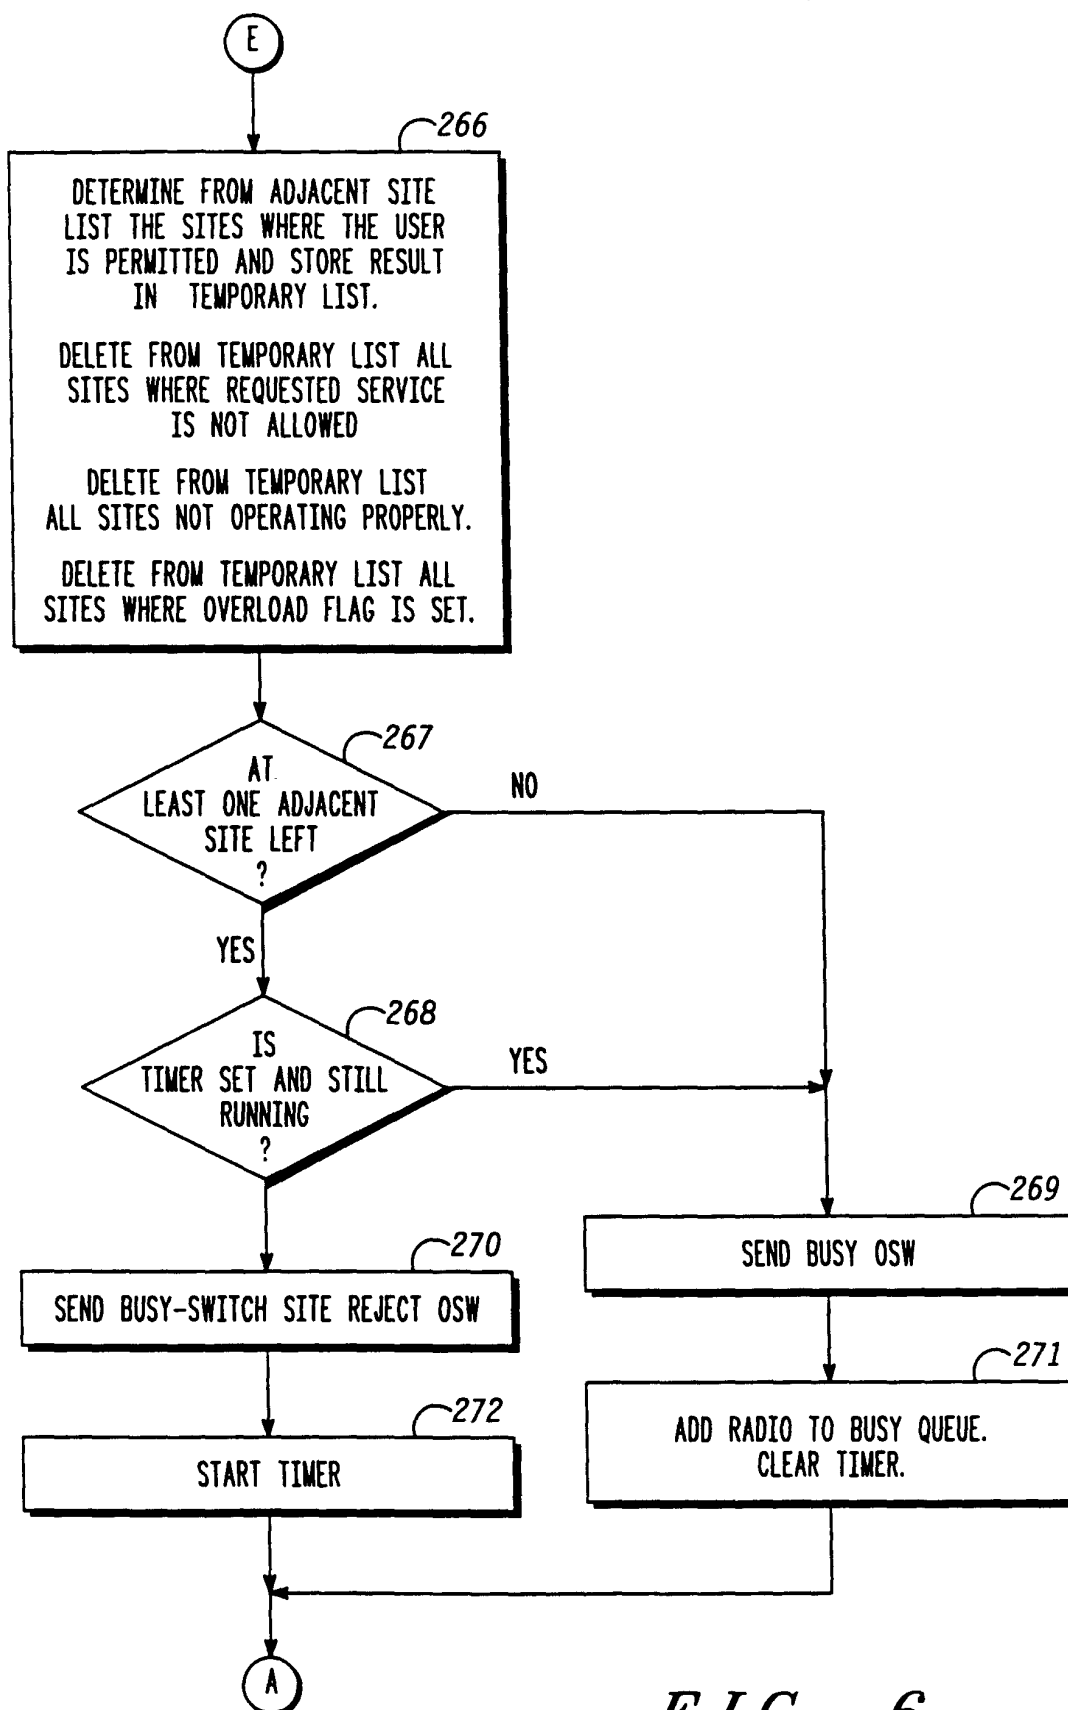 E
266
DETERMINE FROM ADJACENT SITE
LIST THE SITES WHERE THE USER
IS PERMITTED AND STORE RESULT
IN TEMPORARY LIST.
DELETE FROM TEMPORARY LIST ALL
SITES WHERE REQUESTED SERVICE
IS NOT ALLOWED
DELETE FROM TEMPORARY LIST
ALL SITES NOT OPERATING PROPERLY.
DELETE FROM TEMPORARY LIST ALL
SITES WHERE OVERLOAD FLAG IS SET.
267
AT
LEAST ONE ADJACENT
SITE LEFT
?
NO
YES
268
IS
TIMER SET AND STILL
RUNNING
?
YES
269
SEND BUSY OSW
270
SEND BUSY-SWITCH SITE REJECT OSW
271
ADD RADIO TO BUSY QUEUE.
CLEAR TIMER.
272
START TIMER
A
FIG. 6